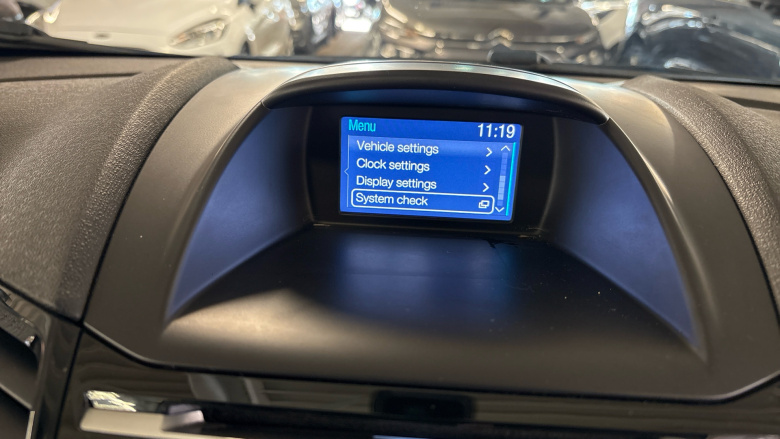 Menu 11:19
Vehicle settings
Clock settings
Display settings
System check